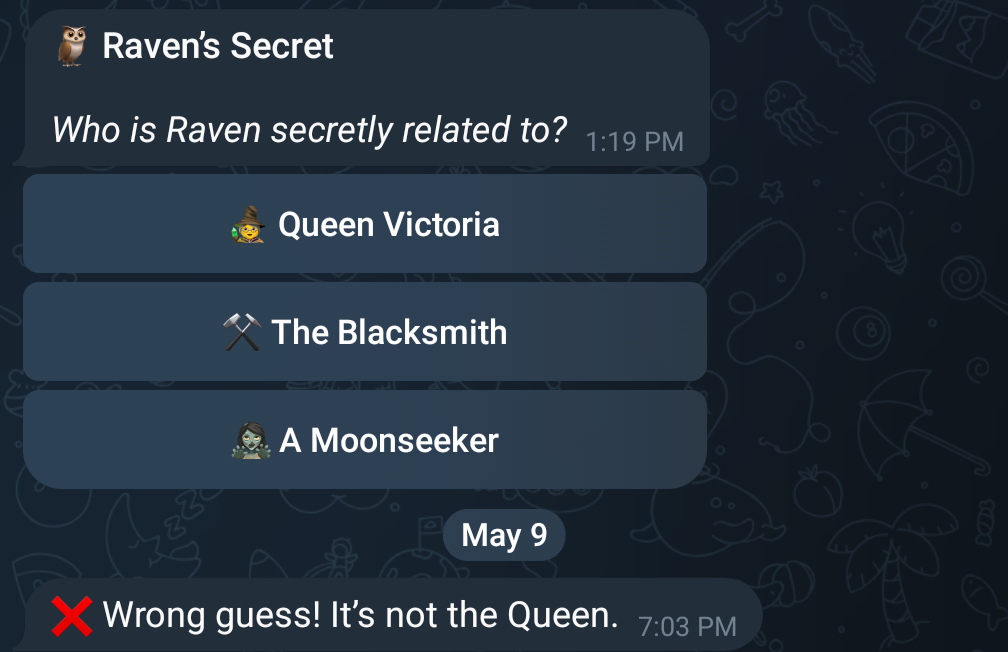 Raven’s Secret
Who is Raven secretly related to? 1:19 PM
Queen Victoria
The Blacksmith
A Moonseeker
May 9
Wrong guess! It’s not the Queen. 7:03 PM